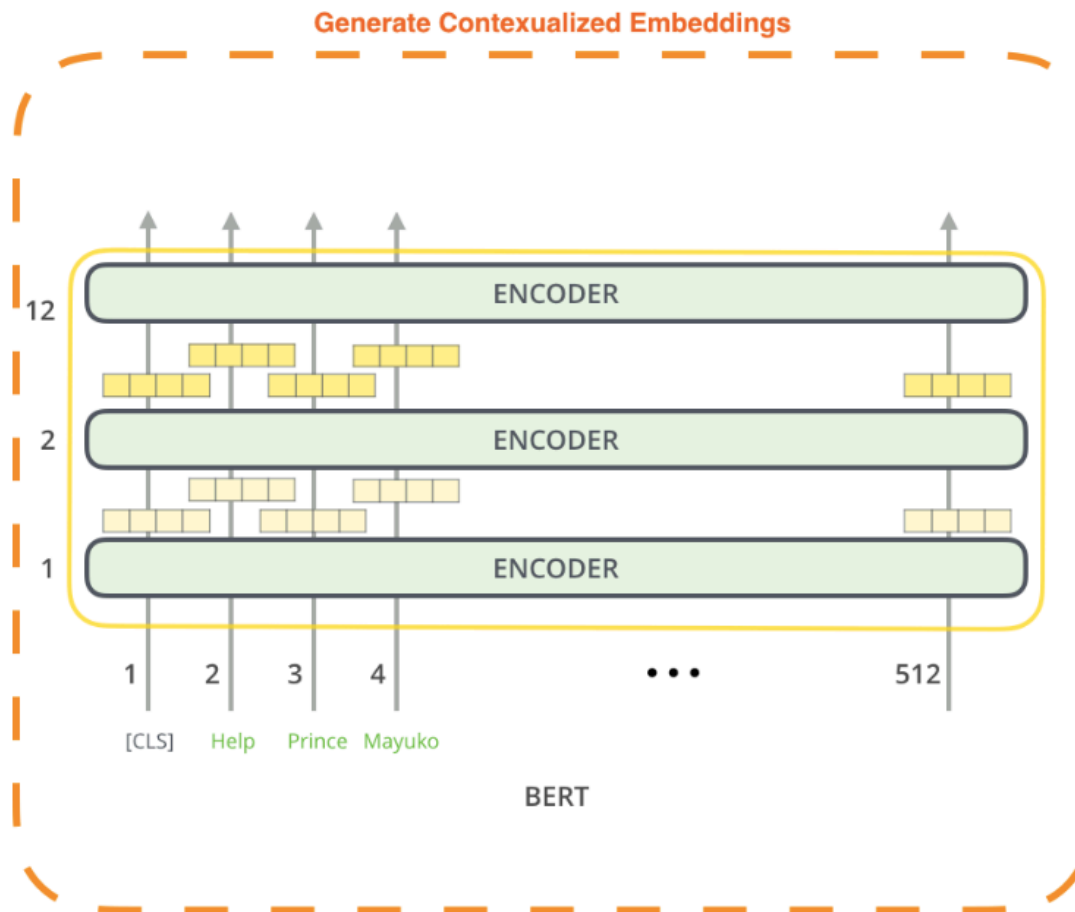 Generate Contexualized Embeddings
12 ENCODER
2 ENCODER
1 ENCODER
1 2 3 4 ••• 512
[CLS] Help Prince Mayuko
BERT